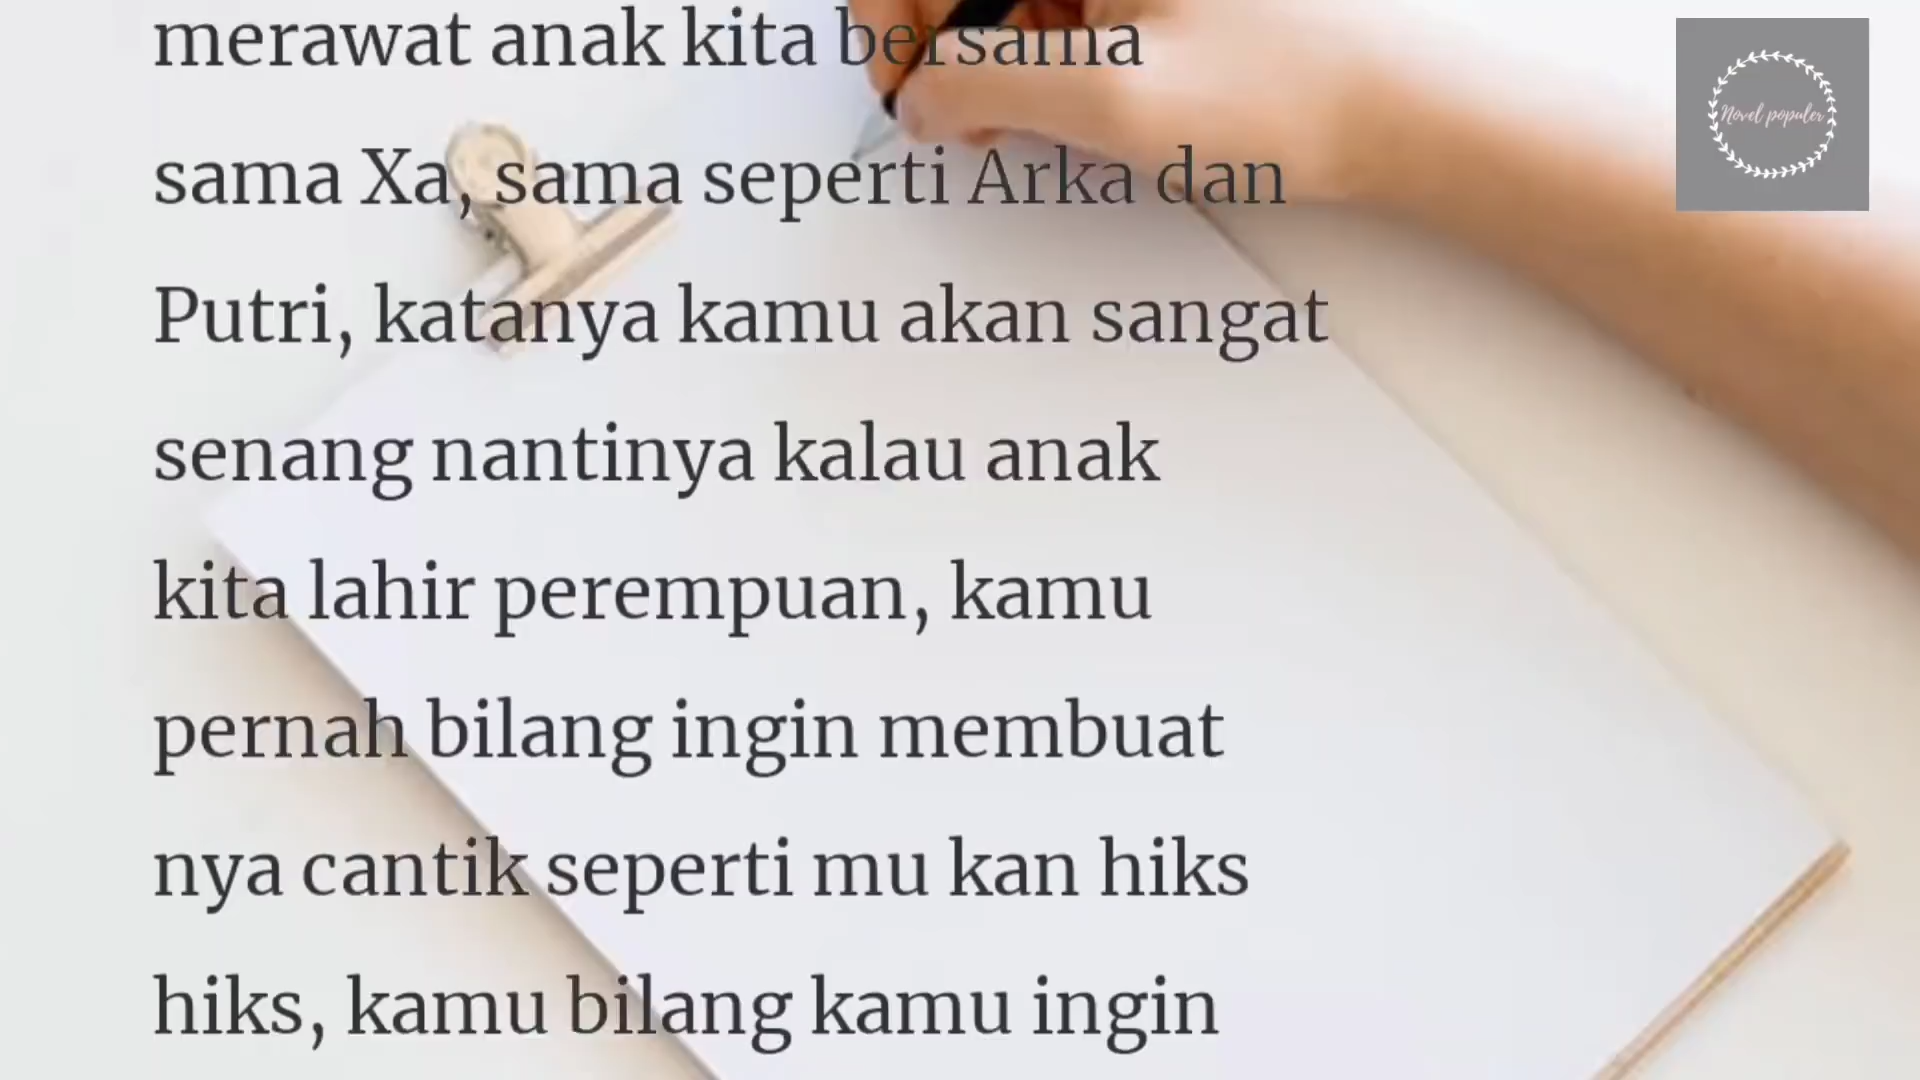 merawat anak kita bersama
Novel populer
sama Xa, sama seperti Arka dan
Putri, katanya kamu akan sangat
senang nantinya kalau anak
kita lahir perempuan, kamu
pernah bilang ingin membuat
nya cantik seperti mu kan hiks
hiks, kamu bilang kamu ingin